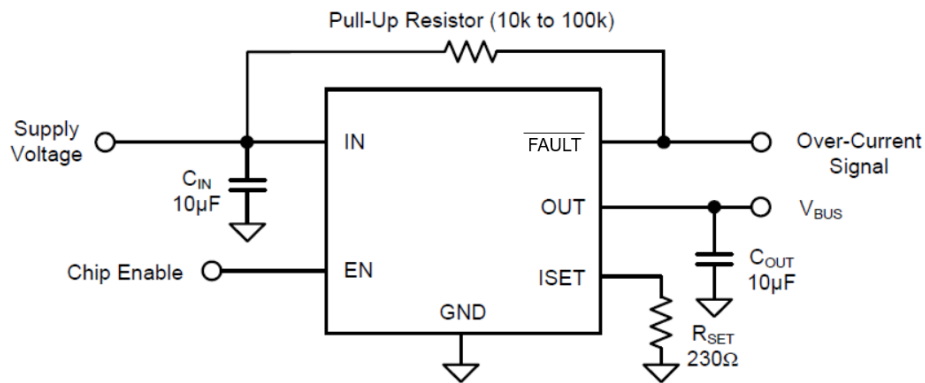 Pull-Up Resistor (10k to 100k)
Supply
Voltage
IN
FAULT
Over-Current
Signal
CIN
10µF
OUT
VBUS
Chip Enable
EN
ISET
COUT
10µF
GND
RSET
230Ω